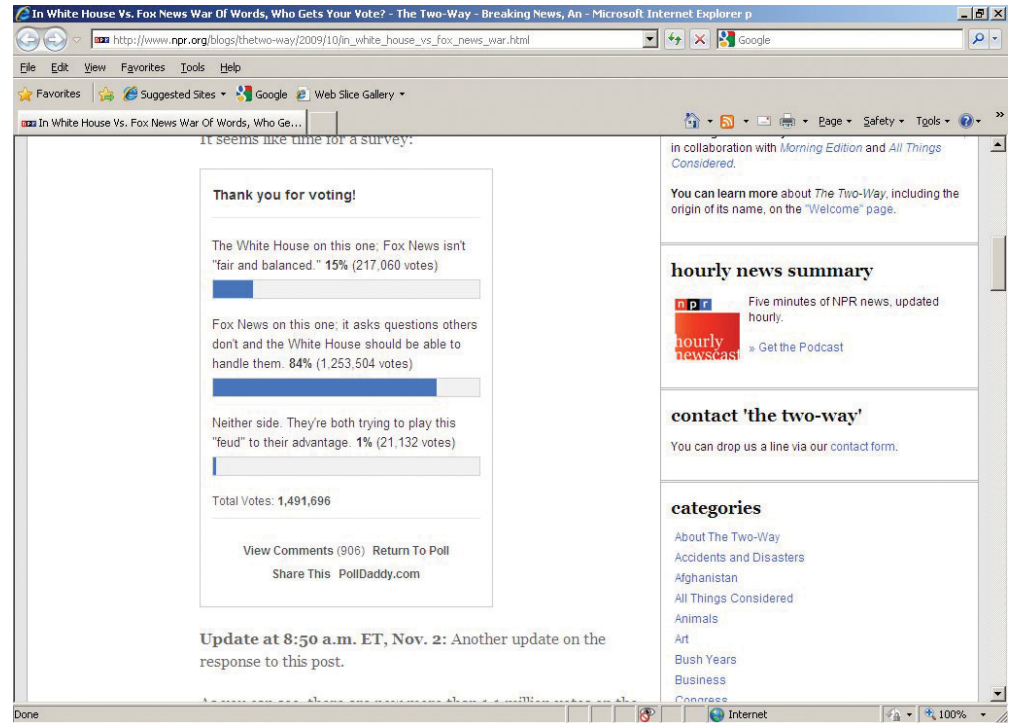 In White House Vs. Fox News War Of Words, Who Gets Your Vote? - The Two-Way - Breaking News, An - Microsoft Internet Explorer p
http://www.npr.org/blogs/thetwo-way/2009/10/in_white_house_vs_fox_news_war.html
Google
File Edit View Favorites Tools Help
Favorites Suggested Sites Google Web Slice Gallery
In White House Vs. Fox News War Of Words, Who Ge...
Page Safety Tools
It seems like time for a survey:
Thank you for voting!
The White House on this one; Fox News isn't
"fair and balanced." 15% (217,060 votes)
Fox News on this one; it asks questions others
don't and the White House should be able to
handle them. 84% (1,253,504 votes)
Neither side. They're both trying to play this
"feud" to their advantage. 1% (21,132 votes)
Total Votes: 1,491,696
View Comments (906) Return To Poll
Share This PollDaddy.com
Update at 8:50 a.m. ET, Nov. 2: Another update on the
response to this post.
in collaboration with Morning Edition and All Things
Considered.
You can learn more about The Two-Way, including the
origin of its name, on the "Welcome" page.
hourly news summary
n p r
hourly
newscast
Five minutes of NPR news, updated
hourly.
» Get the Podcast
contact 'the two-way'
You can drop us a line via our contact form.
categories
About The Two-Way
Accidents and Disasters
Afghanistan
All Things Considered
Animals
Art
Bush Years
Business
Congress
Done
Internet
100%